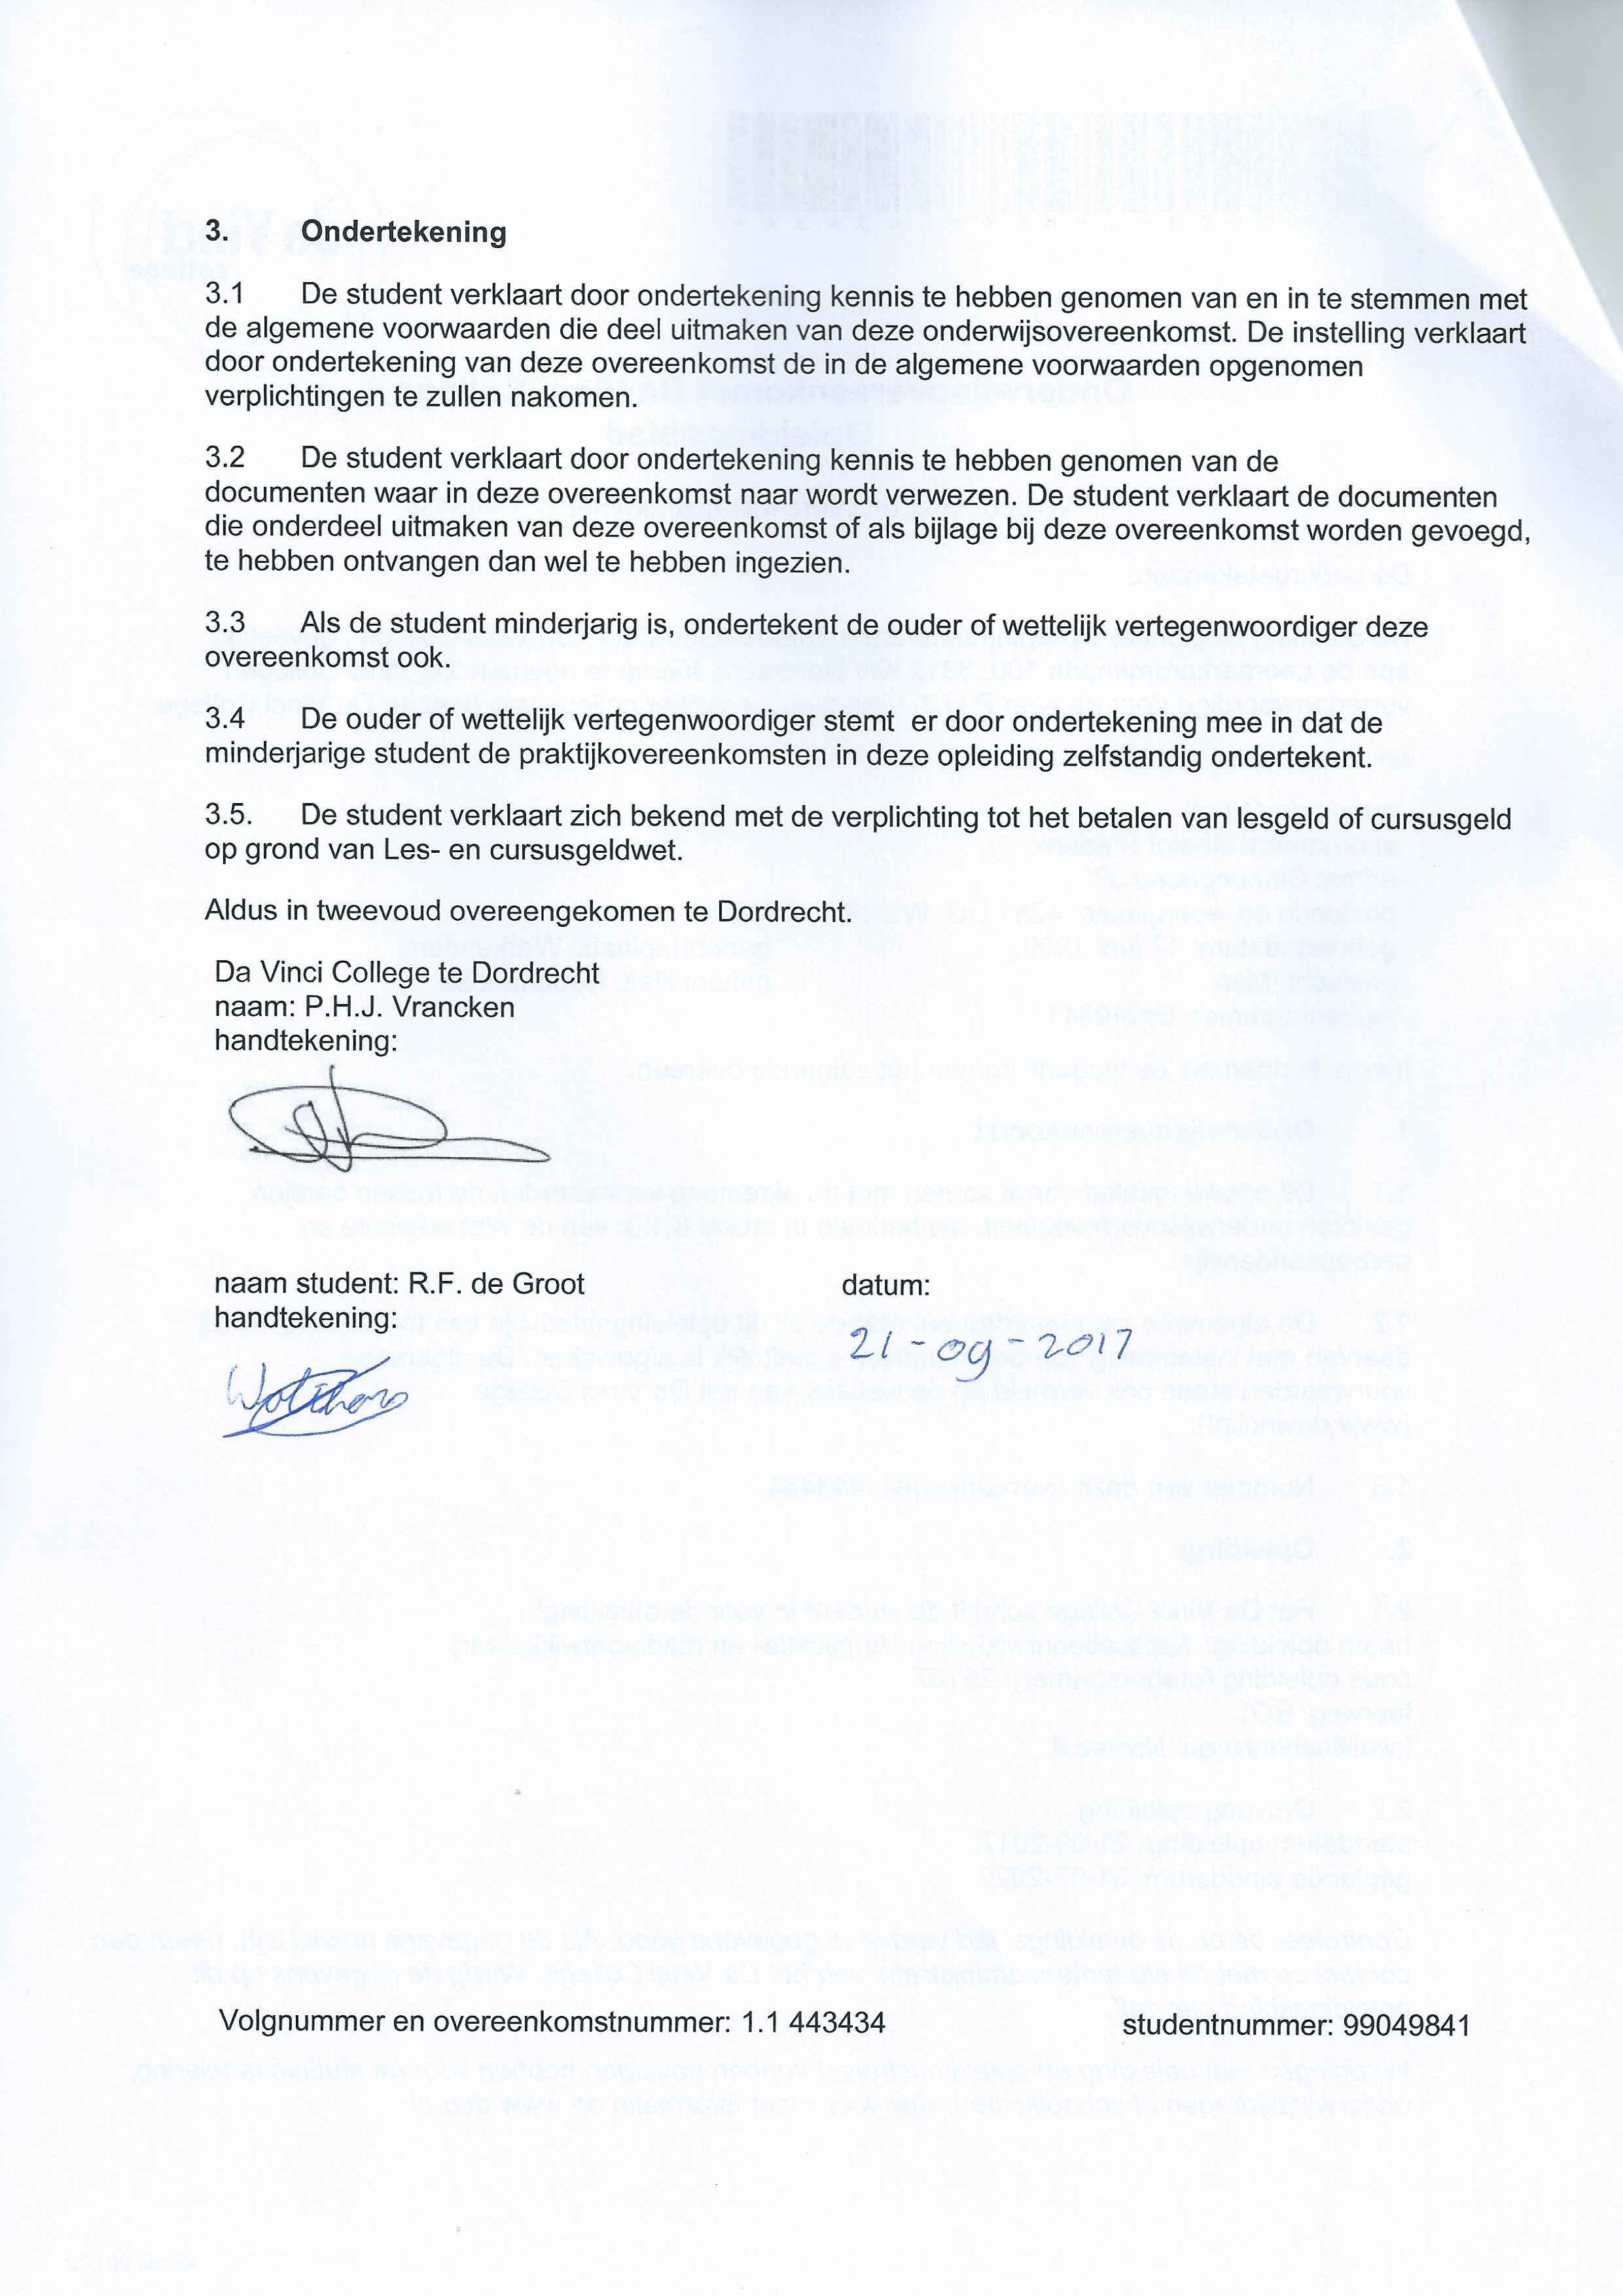 3. Ondertekening
3.1 De student verklaart door ondertekening kennis te hebben genomen van en in te stemmen met
de algemene voorwaarden die deel uitmaken van deze onderwijsovereenkomst. De instelling verklaart
door ondertekening van deze overeenkomst de in de algemene voorwaarden opgenomen
verplichtingen te zullen nakomen.
3.2 De student verklaart door ondertekening kennis te hebben genomen van de
documenten waar in deze overeenkomst naar wordt verwezen. De student verklaart de documenten
die onderdeel uitmaken van deze overeenkomst of als bijlage bij deze overeenkomst worden gevoegd,
te hebben ontvangen dan wel te hebben ingezien.
3.3 Als de student minderjarig is, ondertekent de ouder of wettelijk vertegenwoordiger deze
overeenkomst ook.
3.4 De ouder of wettelijk vertegenwoordiger stemt er door ondertekening mee in dat de
minderjarige student de praktijkovereenkomsten in deze opleiding zelfstandig ondertekent.
3.5. De student verklaart zich bekend met de verplichting tot het betalen van lesgeld of cursusgeld
op grond van Les- en cursusgeldwet.
Aldus in tweevoud overeengekomen te Dordrecht.
Da Vinci College te Dordrecht
naam: P.H.J. Vrancken
handtekening:
naam student: R.F. de Groot datum:
handtekening:
21-09-2017
Volgnummer en overeenkomstnummer: 1.1 443434 studentnummer: 99049841